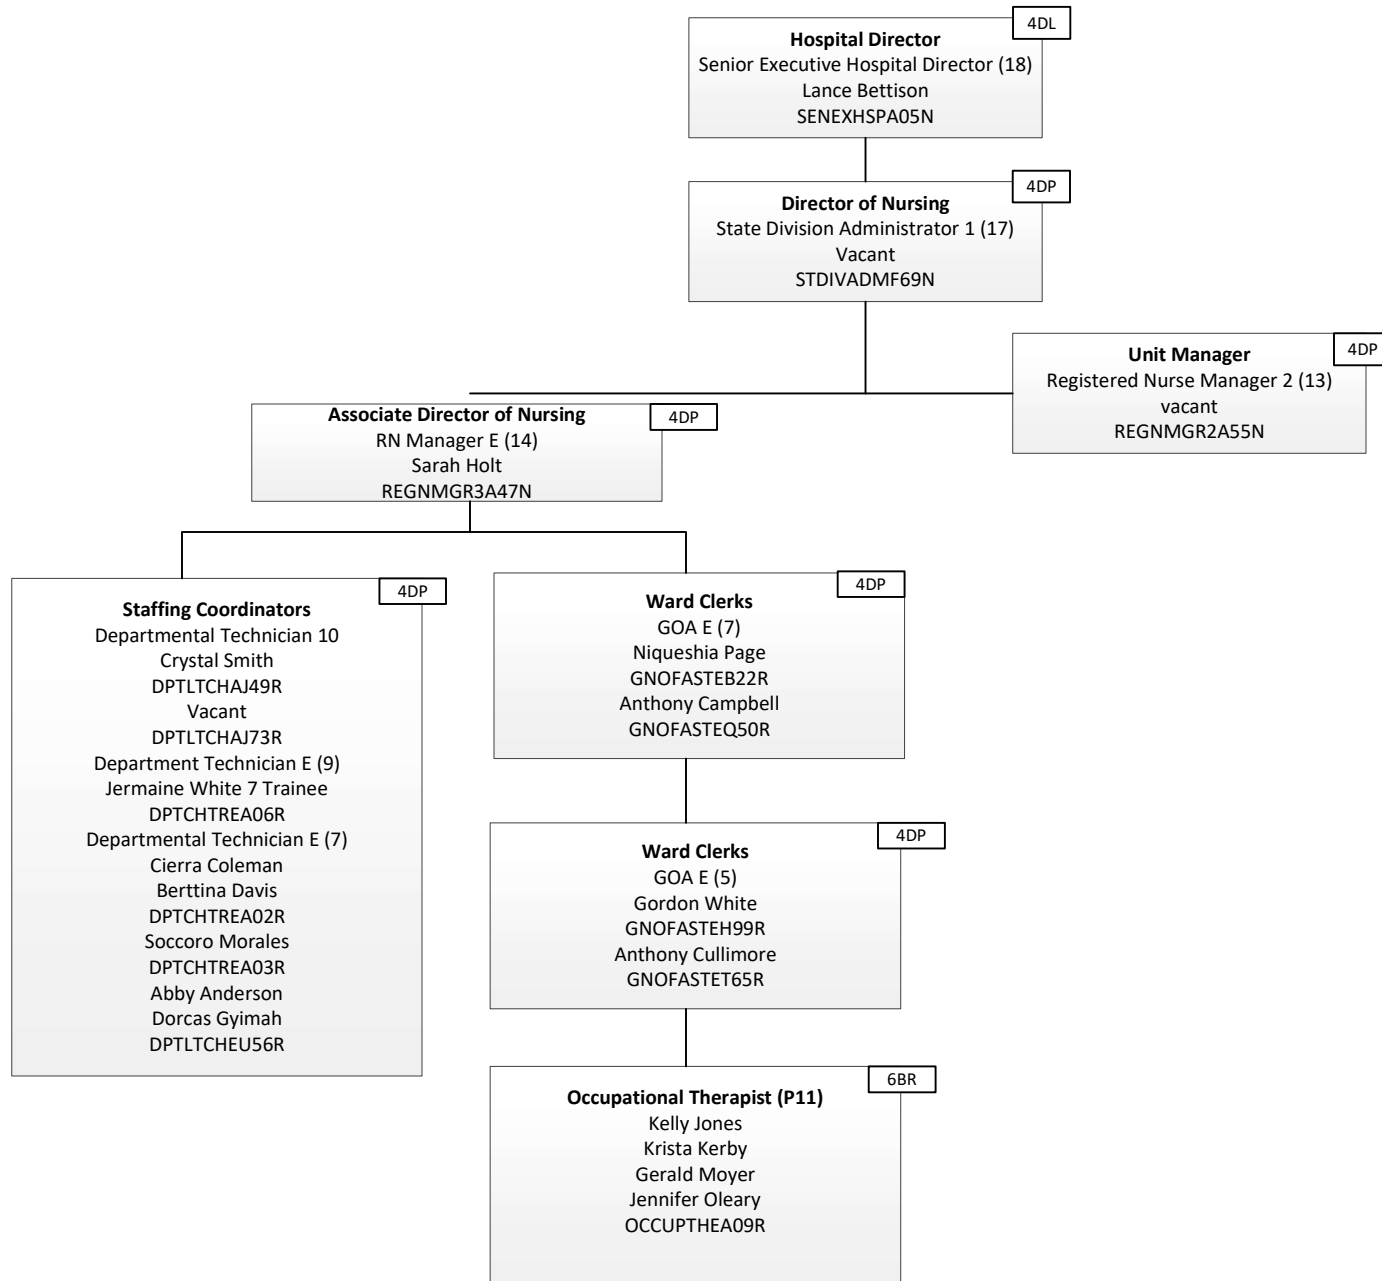 4DL
Hospital Director
Senior Executive Hospital Director (18)
Lance Bettison
SENEXHSPA05N
4DP
Director of Nursing
State Division Administrator 1 (17)
Vacant
STDIVADMF69N
4DP
Unit Manager
Registered Nurse Manager 2 (13)
vacant
REGNMGR2A55N
4DP
Associate Director of Nursing
RN Manager E (14)
Sarah Holt
REGNMGR3A47N
4DP
Staffing Coordinators
Departmental Technician 10
Crystal Smith
DPTLTCHAJ49R
Vacant
DPTLTCHAJ73R
Department Technician E (9)
Jermaine White 7 Trainee
DPTCHTREA06R
Departmental Technician E (7)
Cierra Coleman
Berttina Davis
DPTCHTREA02R
Soccoro Morales
DPTCHTREA03R
Abby Anderson
Dorcas Gyimah
DPTLTCHEU56R
4DP
Ward Clerks
GOA E (7)
Niqueshia Page
GNOFASTEB22R
Anthony Campbell
GNOFASTEQ50R
4DP
Ward Clerks
GOA E (5)
Gordon White
GNOFASTEH99R
Anthony Cullimore
GNOFASTET65R
6BR
Occupational Therapist (P11)
Kelly Jones
Krista Kerby
Gerald Moyer
Jennifer Oleary
OCCUPTHEA09R